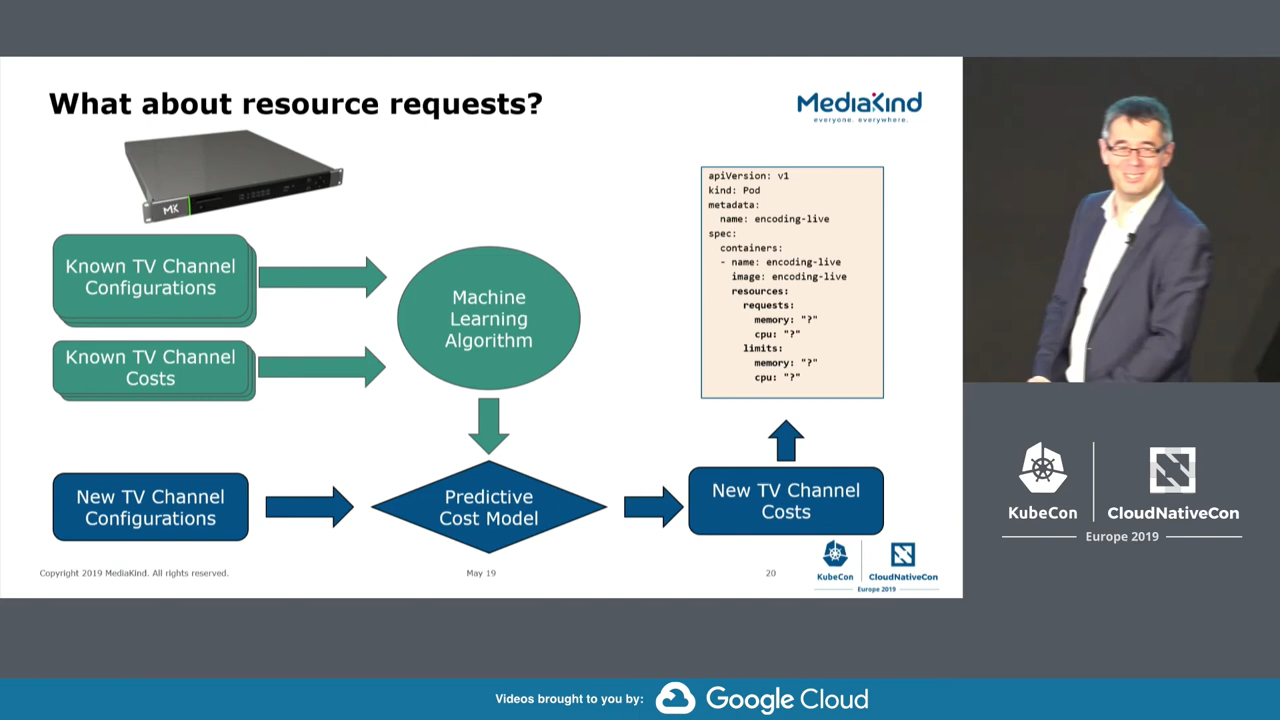 What about resource requests?
MediaKind
everyone. everywhere.
MK
Known TV Channel
Configurations
Known TV Channel
Costs
Machine
Learning
Algorithm
New TV Channel
Configurations
Predictive
Cost Model
New TV Channel
Costs
apiVersion: v1
kind: Pod
metadata:
  name: encoding-live
spec:
  containers:
  - name: encoding-live
    image: encoding-live
    resources:
      requests:
        memory: "?"
        cpu: "?"
      limits:
        memory: "?"
        cpu: "?"
Copyright 2019 MediaKind. All rights reserved.
May 19
20
KubeCon
CloudNativeCon
Europe 2019
KubeCon
CloudNativeCon
Europe 2019
Videos brought to you by:
Google Cloud